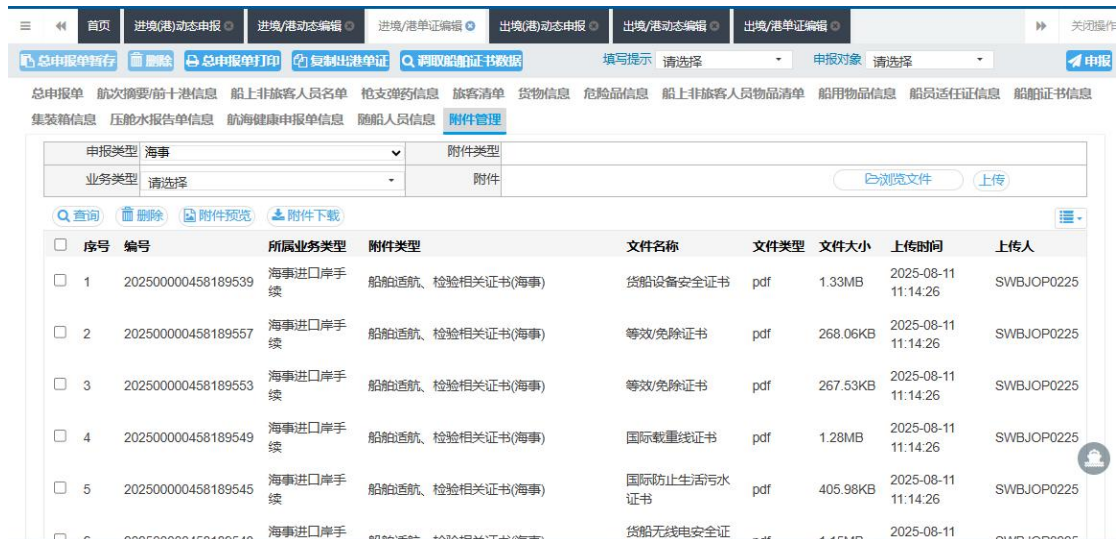 首页 进境(港)动态申报 进境/港动态编辑 进境/港单证编辑 出境(港)动态申报 出境/港动态编辑 出境/港单证编辑 关闭操作
总申报单暂存 删除 总申报单打印 复制出港单证 调取船舶证书数据 填写提示 请选择 申报对象 请选择 申报
总申报单 航次摘要/前十港信息 船上非旅客人员名单 枪支弹药信息 旅客清单 货物信息 危险品信息 船上非旅客人员物品清单 船用物品信息 船员适任证信息 船舶证书信息
集装箱信息 压舱水报告单信息 航海健康申报单信息 随船人员信息 附件管理
申报类型 海事 附件类型
业务类型 请选择 附件 浏览文件 上传
查询 删除 附件预览 附件下载
序号 编号 所属业务类型 附件类型 文件名称 文件类型 文件大小 上传时间 上传人
1 202500000458189539 海事进口岸手续 船舶适航、检验相关证书(海事) 货船设备安全证书 pdf 1.33MB 2025-08-11 11:14:26 SWBJOP0225
2 202500000458189557 海事进口岸手续 船舶适航、检验相关证书(海事) 等效/免除证书 pdf 268.06KB 2025-08-11 11:14:26 SWBJOP0225
3 202500000458189553 海事进口岸手续 船舶适航、检验相关证书(海事) 等效/免除证书 pdf 267.53KB 2025-08-11 11:14:26 SWBJOP0225
4 202500000458189549 海事进口岸手续 船舶适航、检验相关证书(海事) 国际载重线证书 pdf 1.28MB 2025-08-11 11:14:26 SWBJOP0225
5 202500000458189545 海事进口岸手续 船舶适航、检验相关证书(海事) 国际防止生活污水证书 pdf 405.98KB 2025-08-11 11:14:26 SWBJOP0225
海事进口岸手 货船无线电安全证 2025-08-11